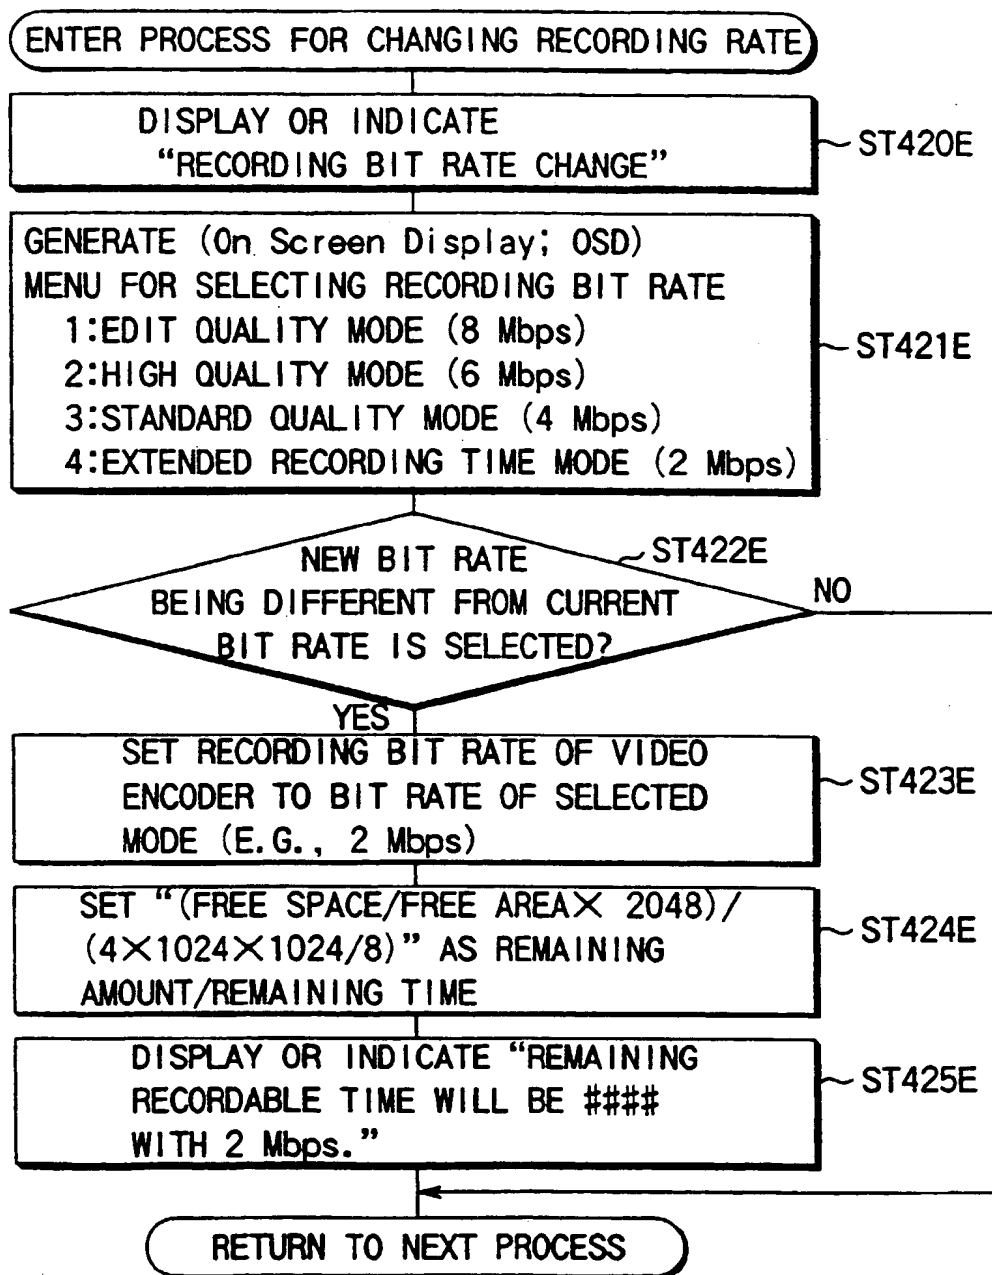 ENTER PROCESS FOR CHANGING RECORDING RATE
DISPLAY OR INDICATE
“RECORDING BIT RATE CHANGE”
ST420E
GENERATE (On Screen Display; OSD)
MENU FOR SELECTING RECORDING BIT RATE
1:EDIT QUALITY MODE (8 Mbps)
2:HIGH QUALITY MODE (6 Mbps)
3:STANDARD QUALITY MODE (4 Mbps)
4:EXTENDED RECORDING TIME MODE (2 Mbps)
ST421E
NEW BIT RATE
BEING DIFFERENT FROM CURRENT
BIT RATE IS SELECTED?
ST422E
NO
YES
SET RECORDING BIT RATE OF VIDEO
ENCODER TO BIT RATE OF SELECTED
MODE (E.G., 2 Mbps)
ST423E
SET “(FREE SPACE/FREE AREA× 2048)/
(4×1024×1024/8)” AS REMAINING
AMOUNT/REMAINING TIME
ST424E
DISPLAY OR INDICATE “REMAINING
RECORDABLE TIME WILL BE ####
WITH 2 Mbps.”
ST425E
RETURN TO NEXT PROCESS